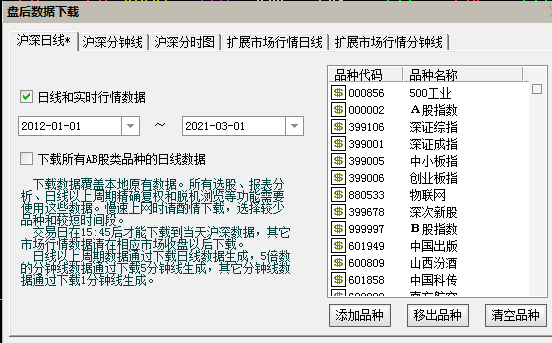 盘后数据下载
沪深日线* 沪深分钟线 沪深分时图 扩展市场行情日线 扩展市场行情分钟线
日线和实时行情数据
2012-01-01 ～ 2021-03-01
下载所有AB股类品种的日线数据
下载数据覆盖本地原有数据。所有选股、报表分
析、日线以上周期精确复权和脱机浏览等功能需要
使用这些数据。慢速上网时请酌情下载，选择较少
品种和较短时间段。
交易日在15:45后才能下载到当天沪深数据，其它
市场行情数据请在相应市场收盘以后下载。
日线以上周期数据通过下载日线数据生成，5倍数
的分钟线数据通过下载5分钟线生成，其它分钟线数
据通过下载1分钟线生成。
品种代码 品种名称
000856 500工业
000002 A股指数
399106 深证综指
399001 深证成指
399005 中小板指
399006 创业板指
880533 物联网
399678 深次新股
999997 B股指数
601949 中国出版
600809 山西汾酒
601858 中国科传
添加品种 移出品种 清空品种